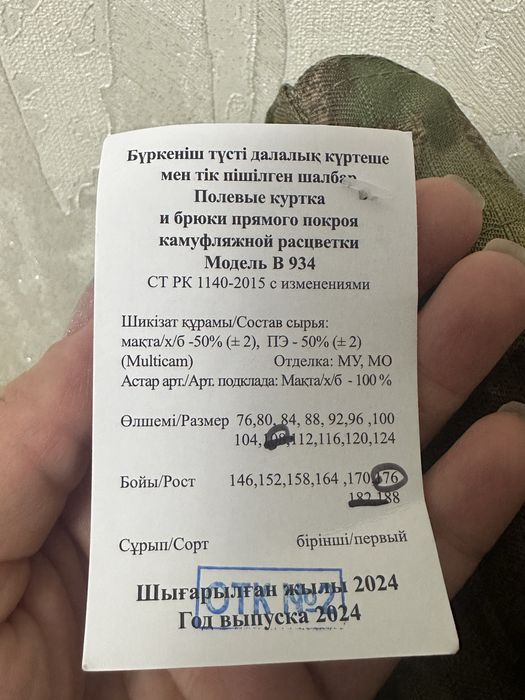 Бүркеніш түсті далалық күртеше
мен тік пішілген шалбар
Полевые куртка
и брюки прямого покроя
камуфляжной расцветки
Модель В 934
СТ РК 1140-2015 с изменениями
Шикізат құрамы/Состав сырья:
мақта/х/б -50% (± 2), ПЭ - 50% (± 2)
(Multicam) Отделка: МУ, МО
Астар арт./Арт. подклада: Мақта/х/б - 100 %
Өлшемі/Размер 76,80, 84, 88, 92,96 ,100
104,108,112,116,120,124
Бойы/Рост 146,152,158,164 ,170,176
182,188
Сұрып/Сорт бірінші/первый
ОТК №2
Шығарылған жылы 2024
Год выпуска 2024